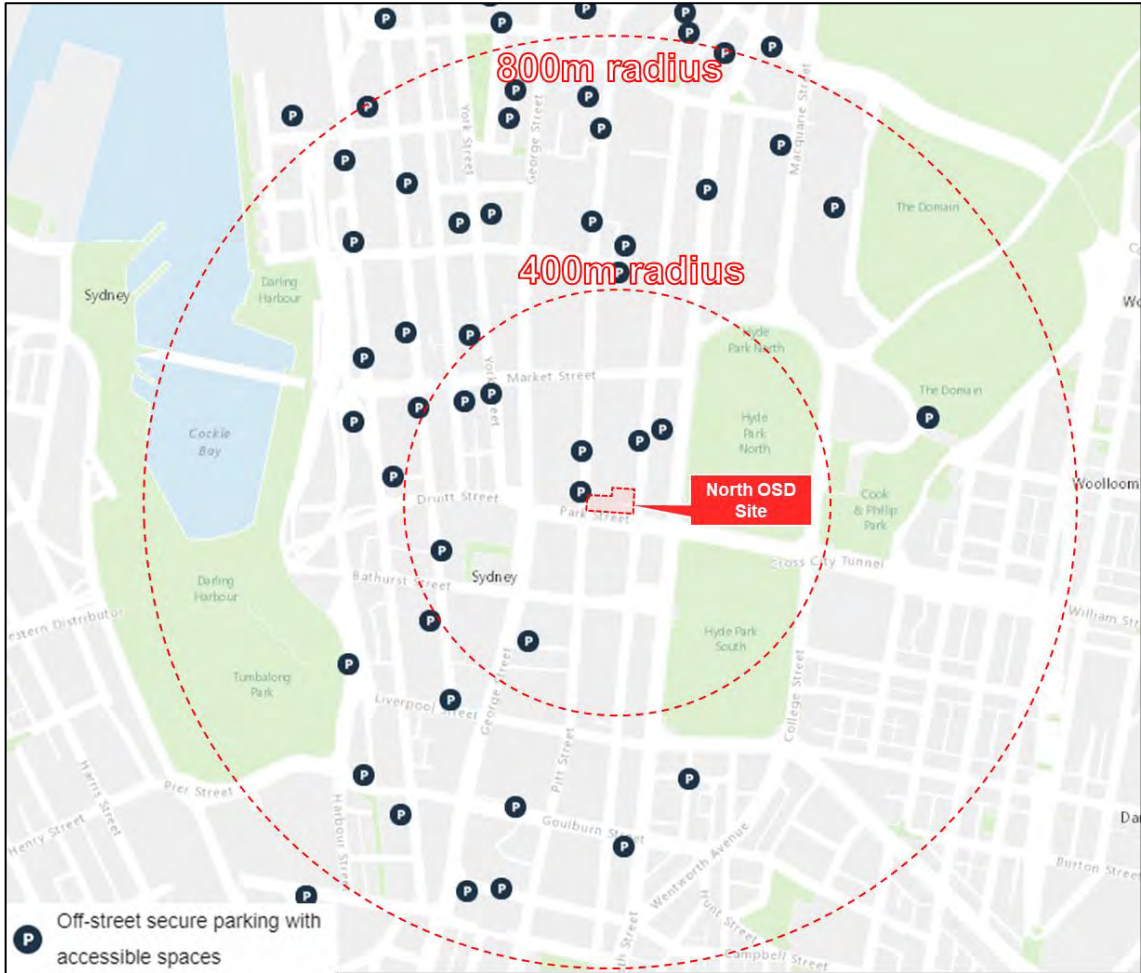 800m radius
York Street
George Street
Macquarie Street
The Domain
400m radius
Darling
Harbour
Sydney
Hyde
Park North
York Street
Market Street
The Domain
Cockle
Bay
Hyde
Park
North
Woolloom
North OSD
Site
Druitt Street
Park Street
Cook
& Phillip
Park
Cross City Tunnel
Sydney
Bathurst Street
Darling
Harbour
William Str
estern Distributor
Hyde Park
South
Tumbalong
Park
George Street
Liverpool Street
College Street
Pitt Street
Pier Street
Harris Street
Henry Street
Harbour Street
Goulburn Street
Wentworth Avenue
Da
Burton Street
Hunt Street
Campbell Street
P Off-street secure parking with
accessible spaces